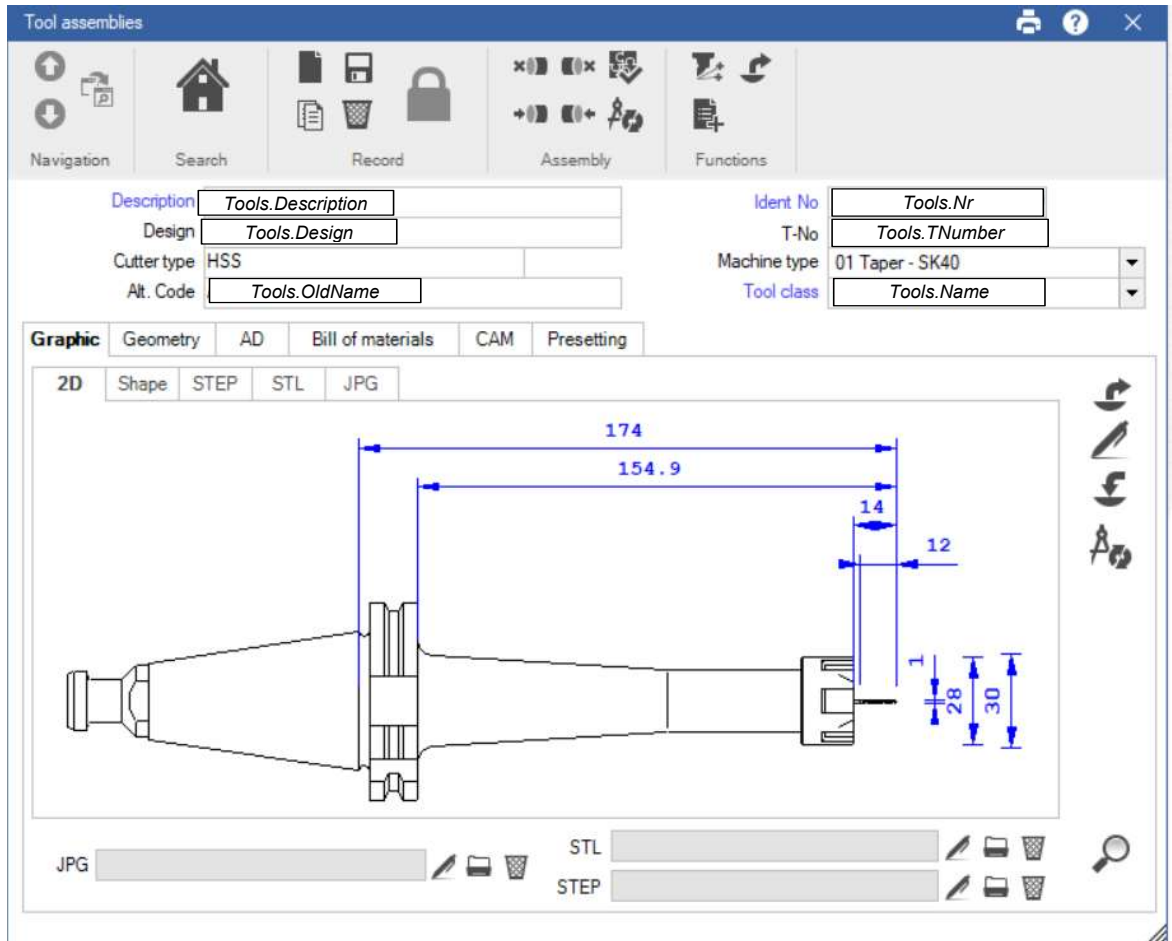 Tool assemblies
Navigation Search Record Assembly Functions
Description Tools.Description Ident No Tools.Nr
Design Tools.Design T-No Tools.TNumber
Cutter type HSS Machine type 01 Taper - SK40
Alt. Code Tools.OldName Tool class Tools.Name
Graphic Geometry AD Bill of materials CAM Presetting
2D Shape STEP STL JPG
174
154.9
14
12
1
28
30
JPG
STL
STEP